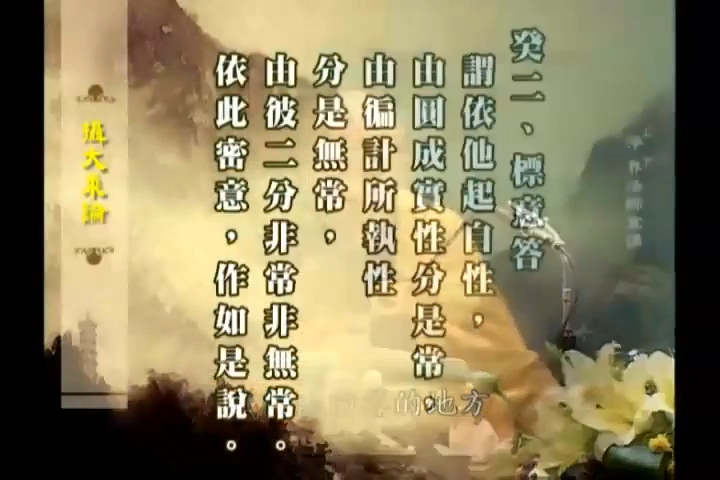 癸二、標意答
謂依他起自性，
由圓成實性分是常，
由徧計所執性
分是無常，
由彼二分非常非無常。
依此密意，作如是說。
攝大乘論
的地方